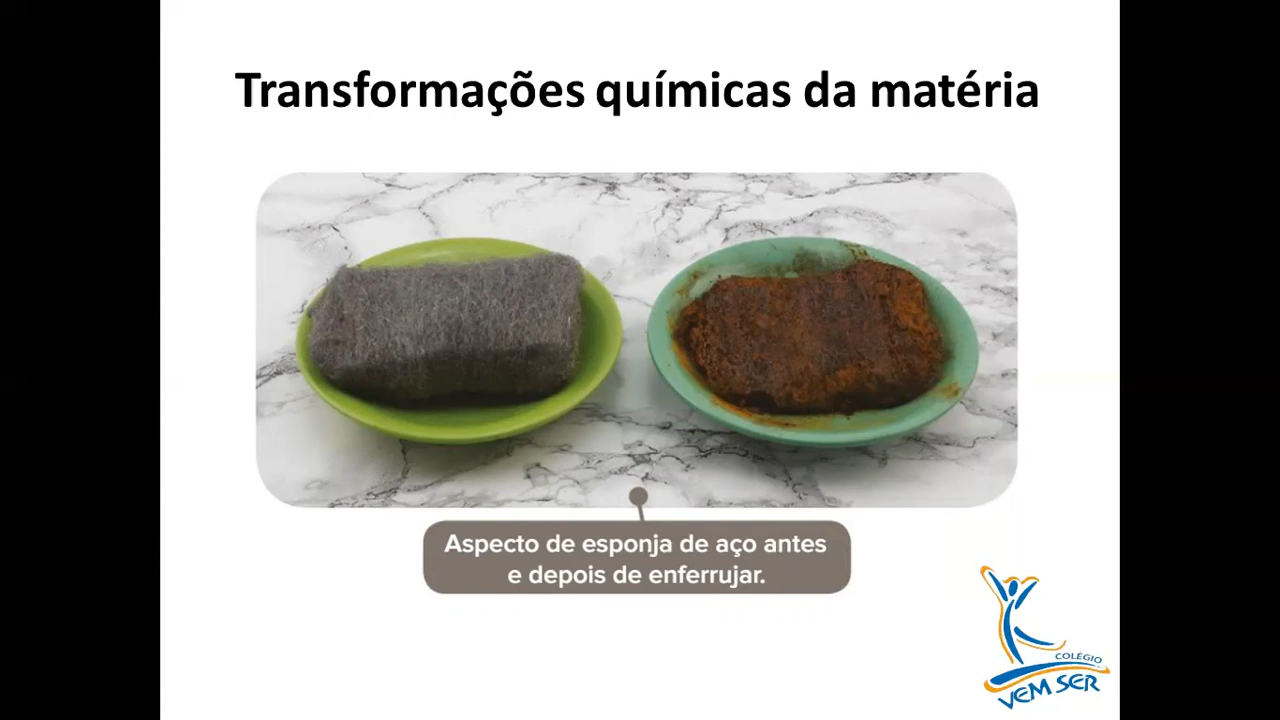 Transformações químicas da matéria
Aspecto de esponja de aço antes
e depois de enferrujar.
COLÉGIO
VEM SER